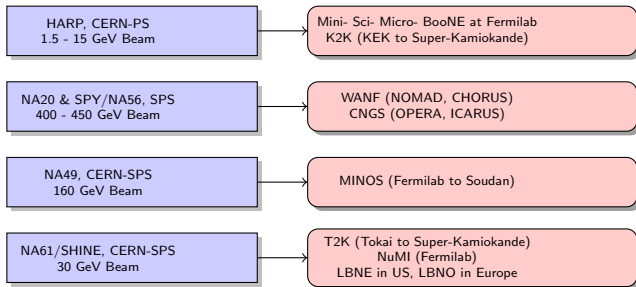 HARP, CERN-PS
1.5 - 15 GeV Beam
Mini- Sci- Micro- BooNE at Fermilab
K2K (KEK to Super-Kamiokande)
NA20 & SPY/NA56, SPS
400 - 450 GeV Beam
WANF (NOMAD, CHORUS)
CNGS (OPERA, ICARUS)
NA49, CERN-SPS
160 GeV Beam
MINOS (Fermilab to Soudan)
NA61/SHINE, CERN-SPS
30 GeV Beam
T2K (Tokai to Super-Kamiokande)
NuMI (Fermilab)
LBNE in US, LBNO in Europe